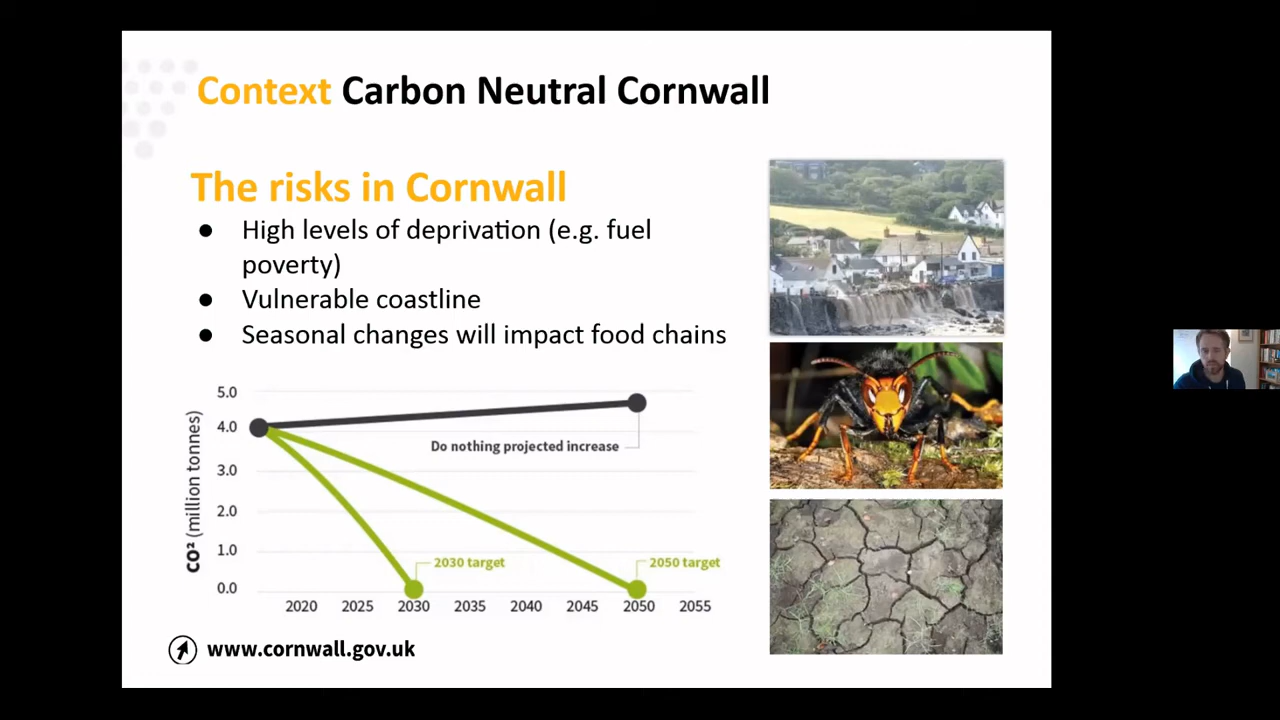 Context Carbon Neutral Cornwall
The risks in Cornwall
● High levels of deprivation (e.g. fuel
poverty)
● Vulnerable coastline
● Seasonal changes will impact food chains
CO² (million tonnes)
5.0
4.0
3.0
2.0
1.0
0.0
Do nothing projected increase
2030 target
2050 target
2020 2025 2030 2035 2040 2045 2050 2055
www.cornwall.gov.uk